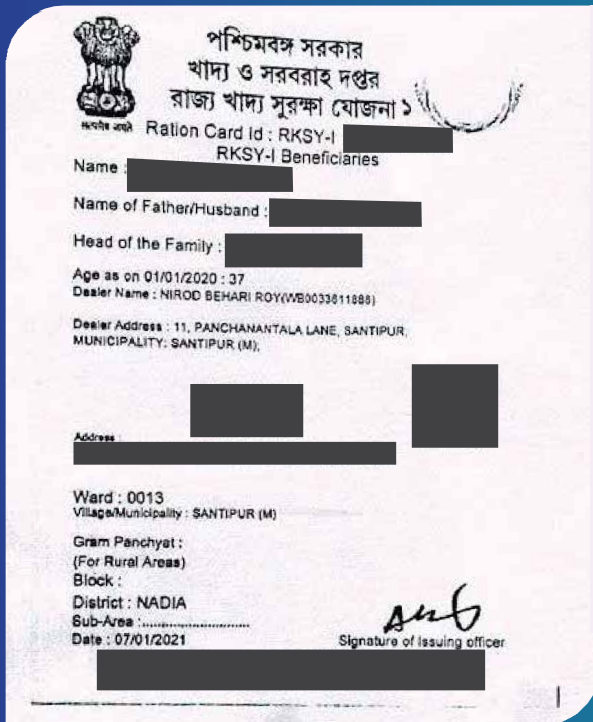 পশ্চিমবঙ্গ সরকার
খাদ্য ও সরবরাহ দপ্তর
রাজ্য খাদ্য সুরক্ষা যোজনা ১
सत्यमेव जयते
Ration Card Id : RKSY-I
RKSY-I Beneficiaries
Name :
Name of Father/Husband :
Head of the Family :
Age as on 01/01/2020 : 37
Dealer Name : NIROD BEHARI ROY(WB0033611888)
Dealer Address : 11, PANCHANANTALA LANE, SANTIPUR,
MUNICIPALITY: SANTIPUR (M),
Address :
Ward : 0013
Village/Municipality : SANTIPUR (M)
Gram Panchyat :
(For Rural Areas)
Block :
District : NADIA
Sub-Area :............................
Date : 07/01/2021
Signature of Issuing officer